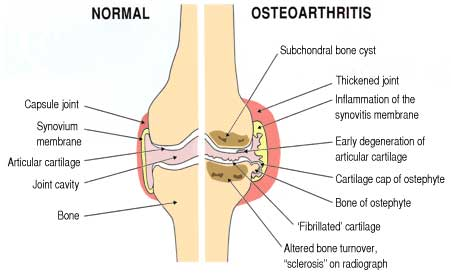 NORMAL
OSTEOARTHRITIS
Capsule joint
Synovium
membrane
Articular cartilage
Joint cavity
Bone
Subchondral bone cyst
Thickened joint
Inflammation of the
synovitis membrane
Early degeneration of
articular cartilage
Cartilage cap of ostephyte
Bone of ostephyte
‘Fibrillated’ cartilage
Altered bone turnover,
“sclerosis” on radiograph